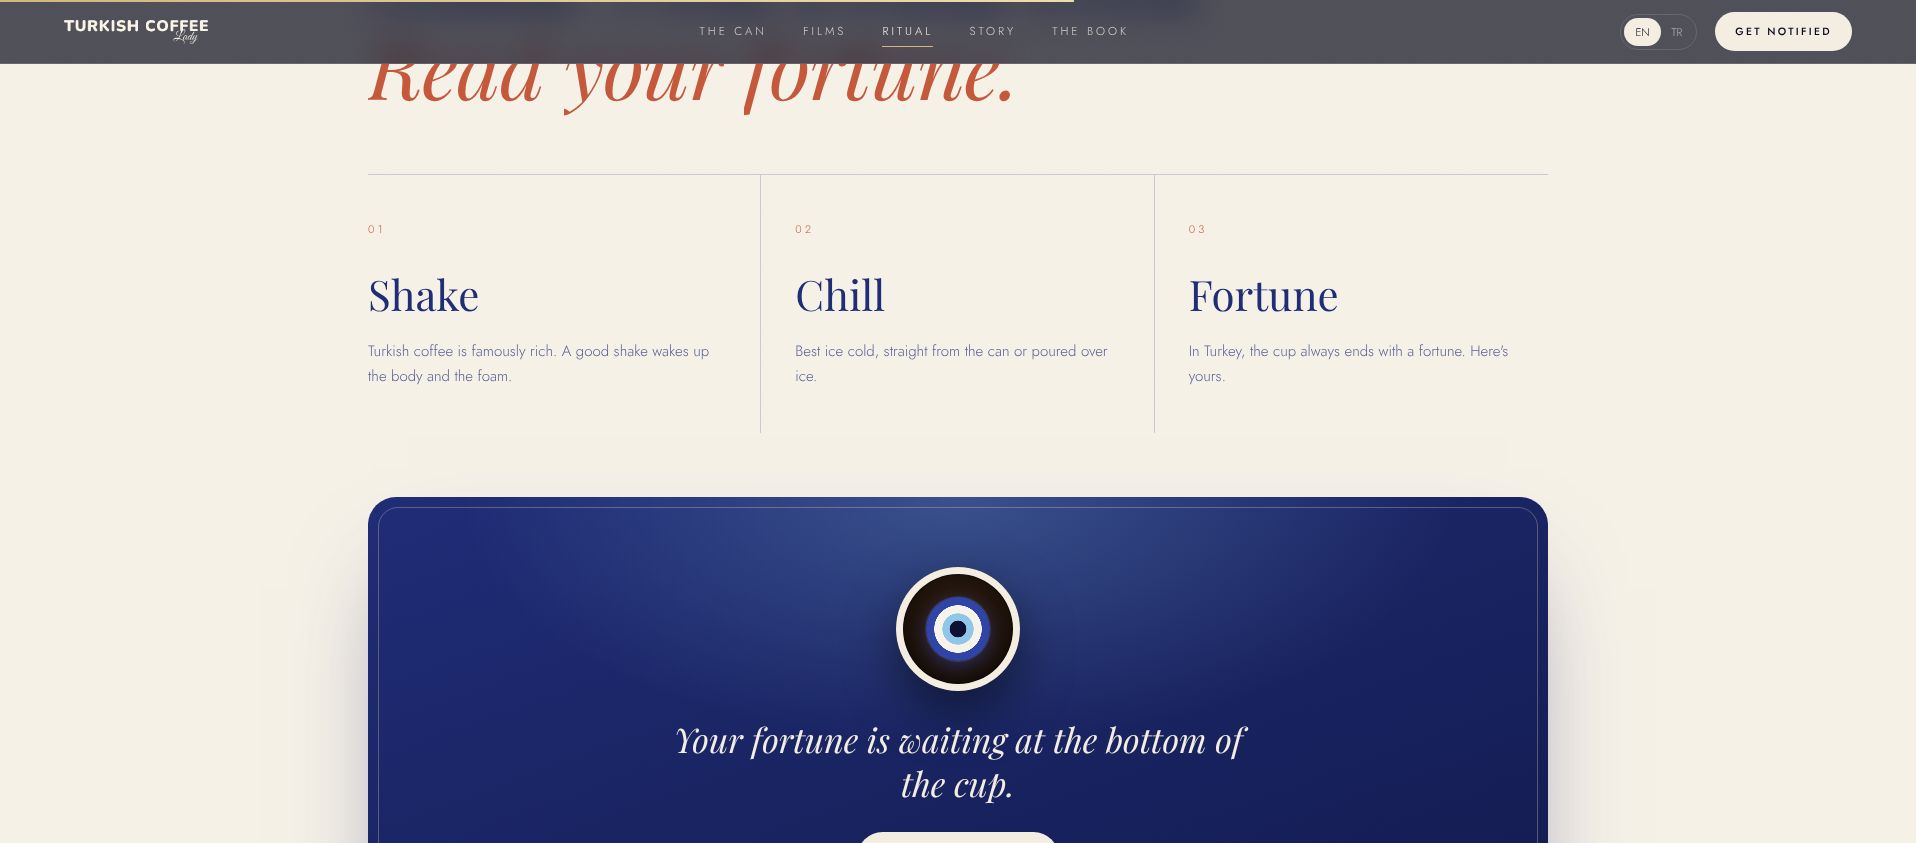 TURKISH COFFEE
Lady
THE CAN
FILMS
RITUAL
STORY
THE BOOK
EN
TR
GET NOTIFIED
Read your fortune.
01
Shake
Turkish coffee is famously rich. A good shake wakes up
the body and the foam.
02
Chill
Best ice cold, straight from the can or poured over
ice.
03
Fortune
In Turkey, the cup always ends with a fortune. Here's
yours.
Your fortune is waiting at the bottom of
the cup.